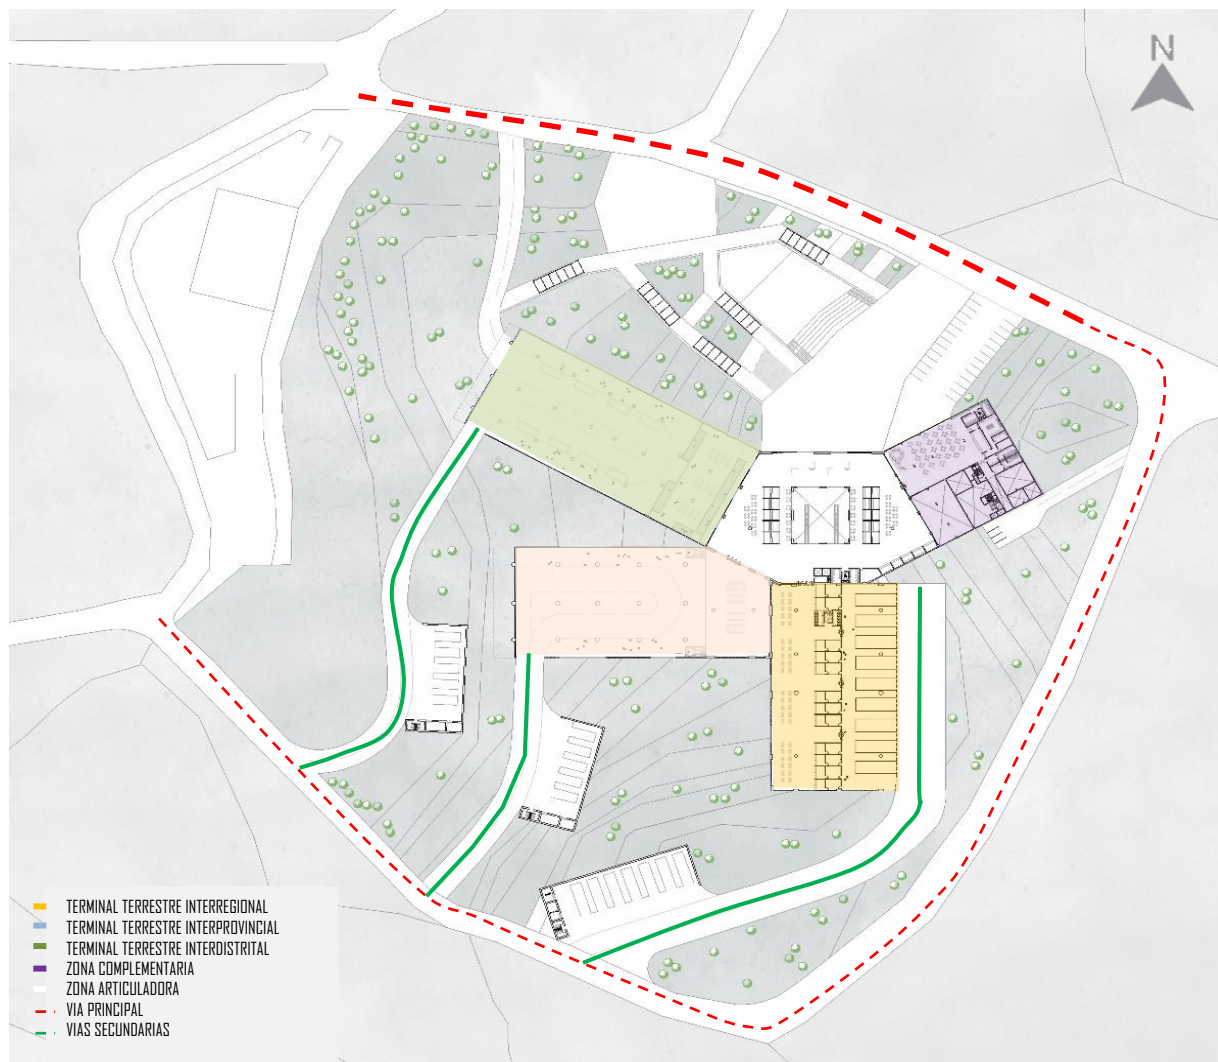 N
TERMINAL TERRESTRE INTERREGIONAL
TERMINAL TERRESTRE INTERPROVINCIAL
TERMINAL TERRESTRE INTERDISTRITAL
ZONA COMPLEMENTARIA
ZONA ARTICULADORA
VIA PRINCIPAL
VIAS SECUNDARIAS